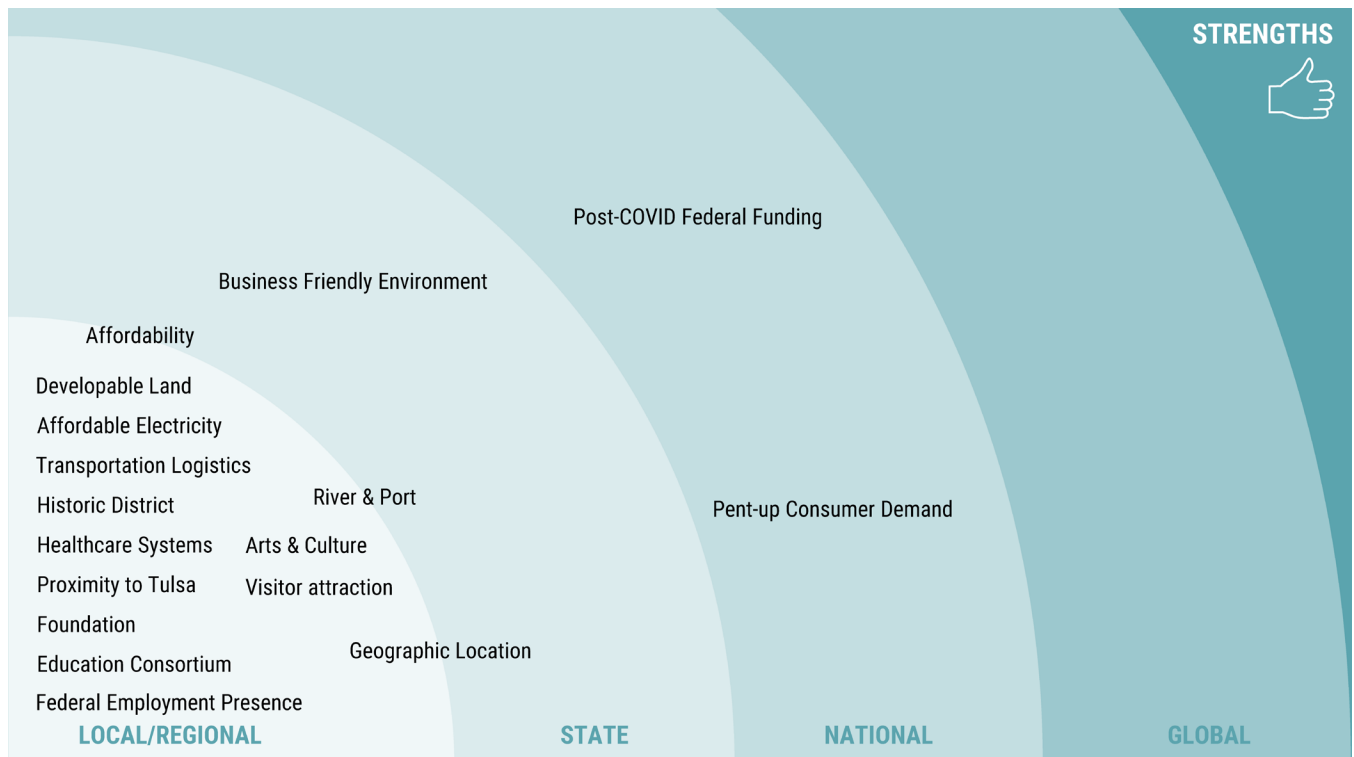 STRENGTHS
Post-COVID Federal Funding
Business Friendly Environment
Affordability
Developable Land
Affordable Electricity
Transportation Logistics
River & Port
Historic District
Pent-up Consumer Demand
Healthcare Systems
Arts & Culture
Proximity to Tulsa
Visitor attraction
Foundation
Geographic Location
Education Consortium
Federal Employment Presence
LOCAL/REGIONAL
STATE
NATIONAL
GLOBAL